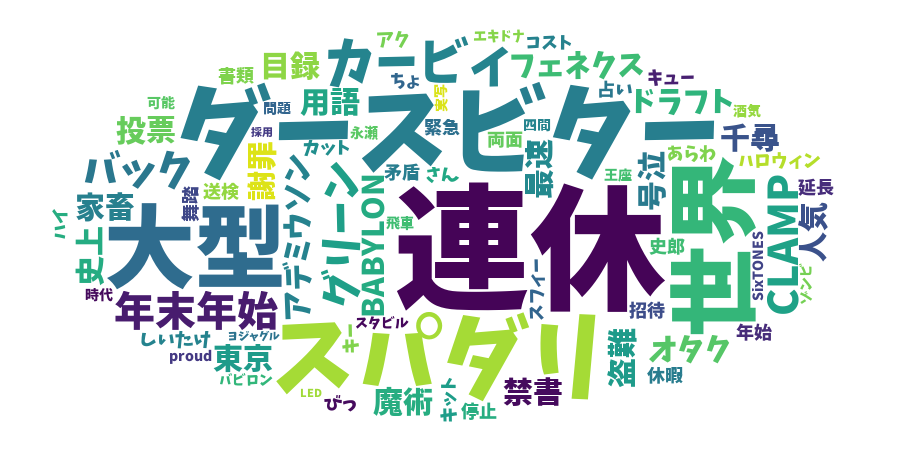 アク
エキドナ
コスト
目録
カービィ
フェネクス
書類
ちょ
キュー
可能
問題
用語
ダースビター
実写
占い
ドラフト
酒気
投票
採用
永瀬
緊急
両面
四間
千尋
バック
謝罪
カット
矛盾
さん
最速
王座
号泣
あらわ
ハロウィン
家畜
舞踏
送検
アデミウソン
グリーン
BABYLON
飛車
連休
世界
CLAMP
延長
人気
ハイ
史上
大型
史郎
SixTONES
ゾンビ
時代
年末年始
スタビル
スフィー
招待
年始
しいたけ
ヨジャグル
キー
スパダリ
盗難
オタク
proud
東京
休暇
バビロン
LED
びつ
魔術
キット
停止
禁書